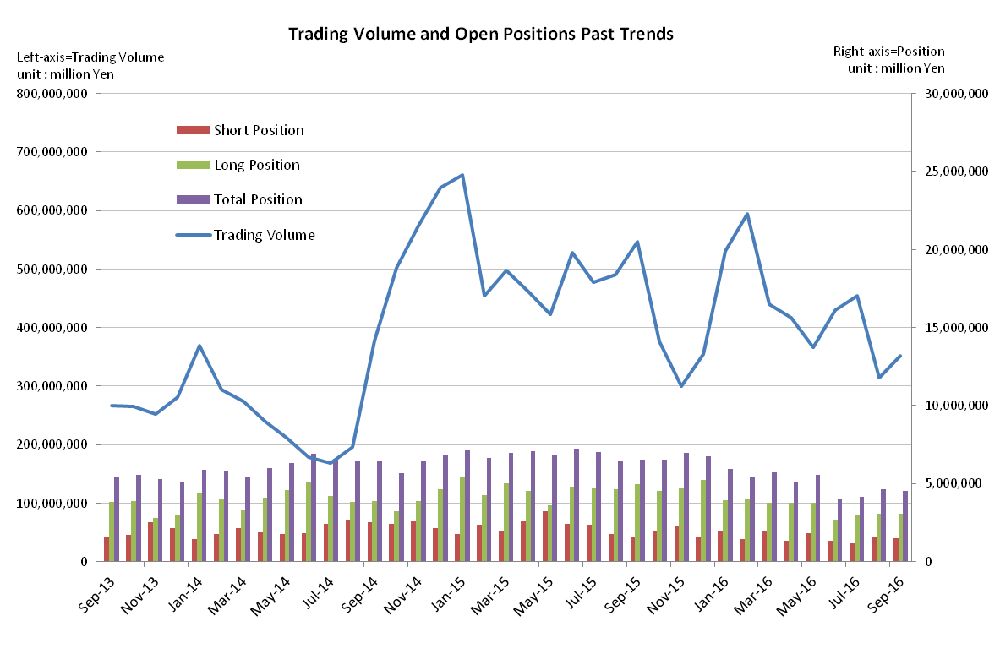 Trading Volume and Open Positions Past Trends
Left-axis=Trading Volume
unit : million Yen
Right-axis=Position
unit : million Yen
800,000,000
700,000,000
600,000,000
500,000,000
400,000,000
300,000,000
200,000,000
100,000,000
0
30,000,000
25,000,000
20,000,000
15,000,000
10,000,000
5,000,000
0
Short Position
Long Position
Total Position
Trading Volume
Sep-13
Nov-13
Jan-14
Mar-14
May-14
Jul-14
Sep-14
Nov-14
Jan-15
Mar-15
May-15
Jul-15
Sep-15
Nov-15
Jan-16
Mar-16
May-16
Jul-16
Sep-16